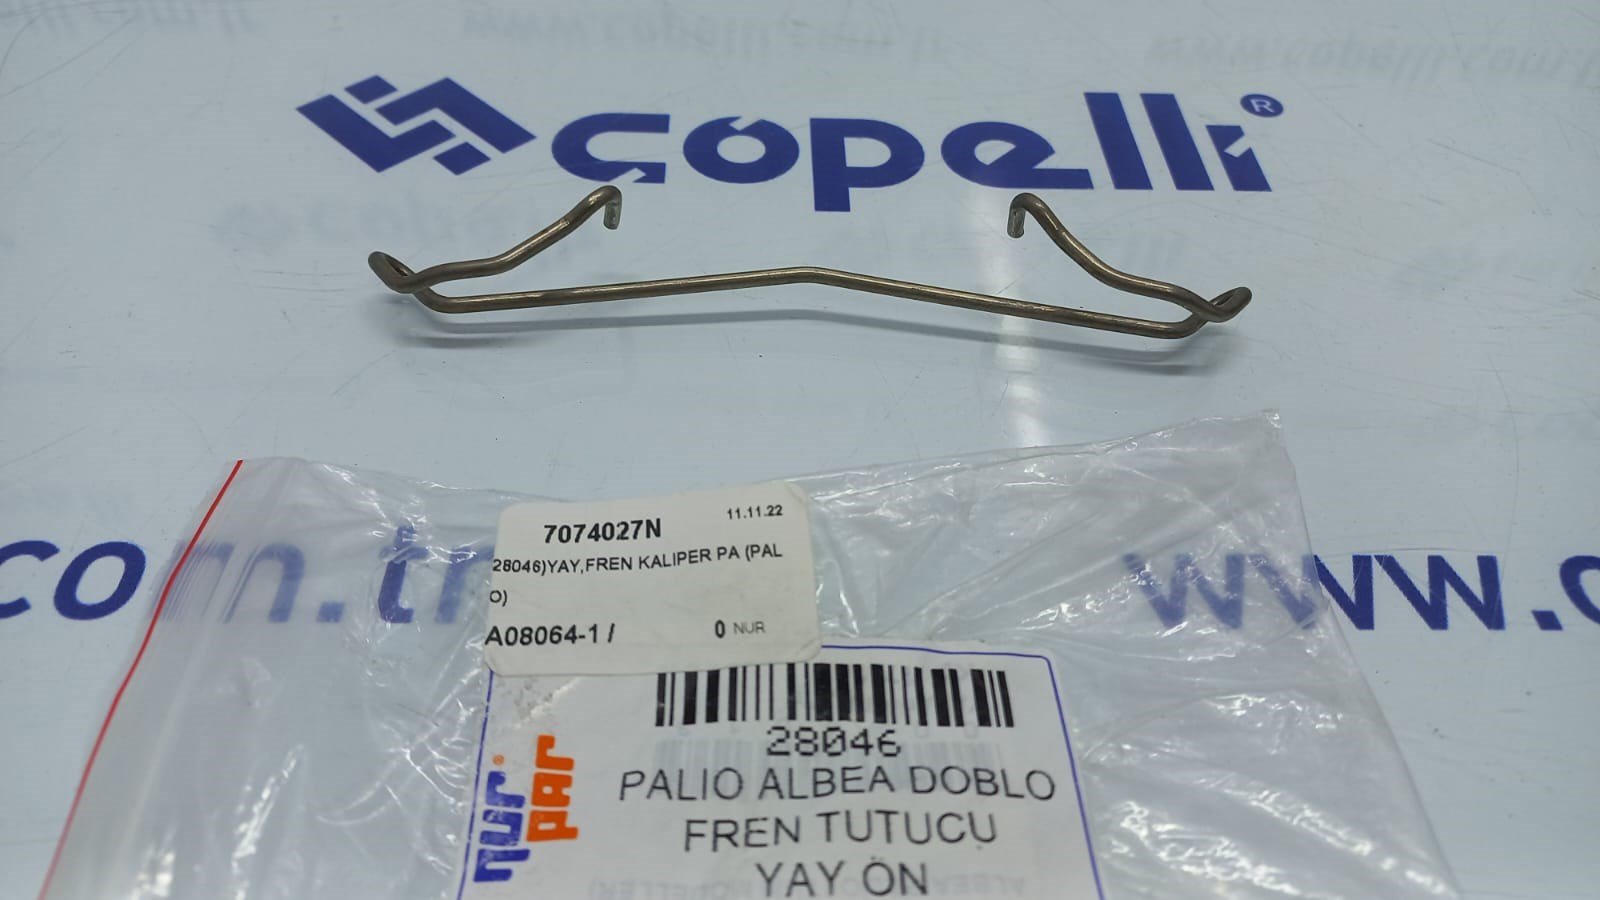 çopelli®
co m.tr
www.c
7074027N
11.11.22
28046)YAY,FREN KALIPER PA (PAL
O)
A08064-1 /
0 NUR
nur®
par
28046
PALIO ALBEA DOBLO
FREN TUTUCU
YAY ÖN